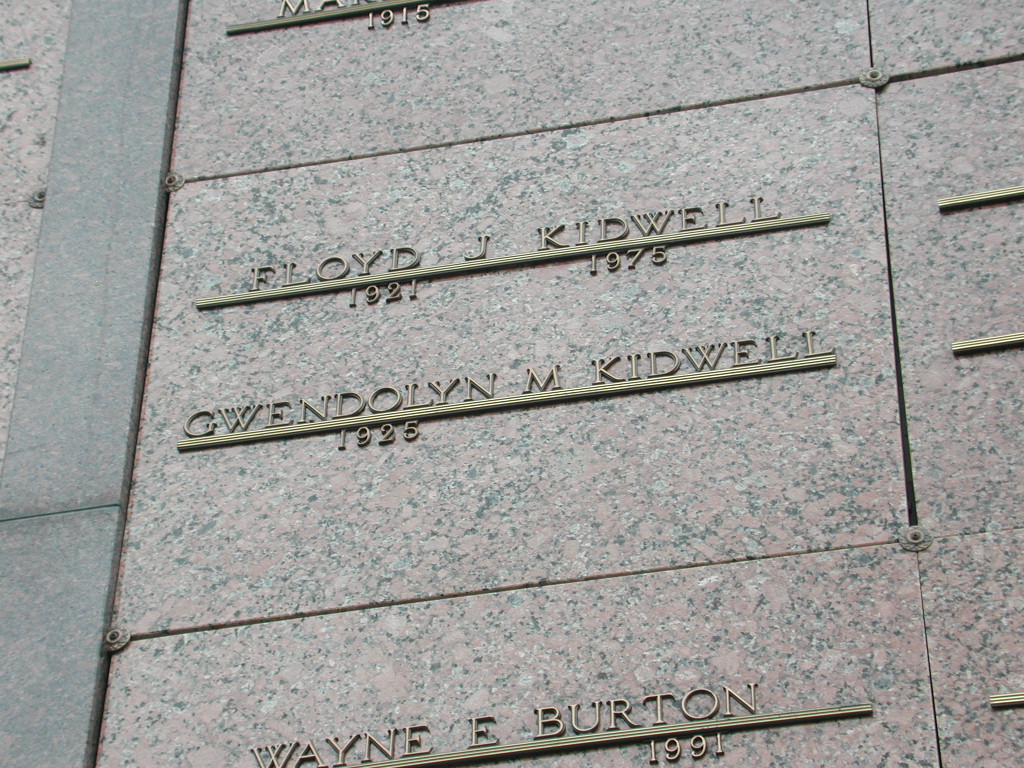 1915
FLOYD J KIDWELL
1921 1975
GWENDOLYN M KIDWELL
1925
WAYNE E BURTON
1991